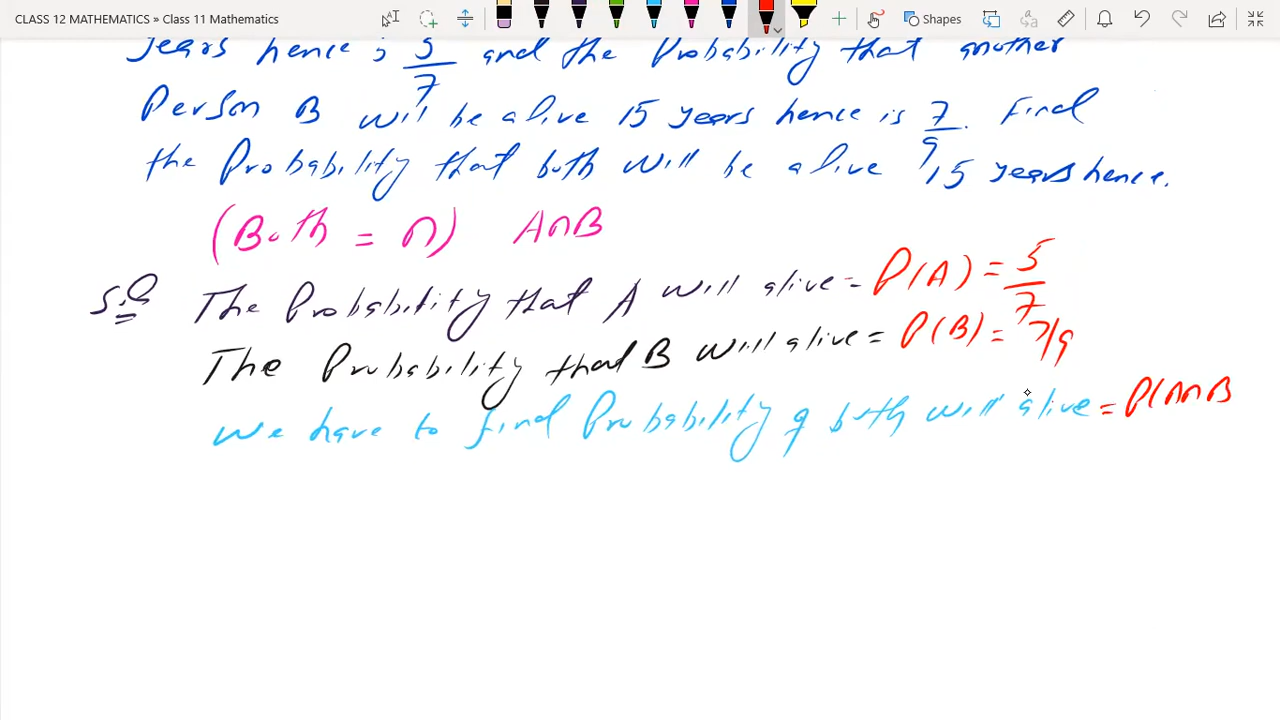 CLASS 12 MATHEMATICS » Class 11 Mathematics
Shapes
years hence is 5/7 and the Probability that another
Person B will be alive 15 years hence is 7/9. Find
the Probability that both will be alive 15 years hence.
(Both = ∩) A∩B
Sol The Probability that A will alive = P(A) = 5/7
The Probability that B will alive = P(B) = 7/9
We have to find Probability of both will alive = P(A∩B